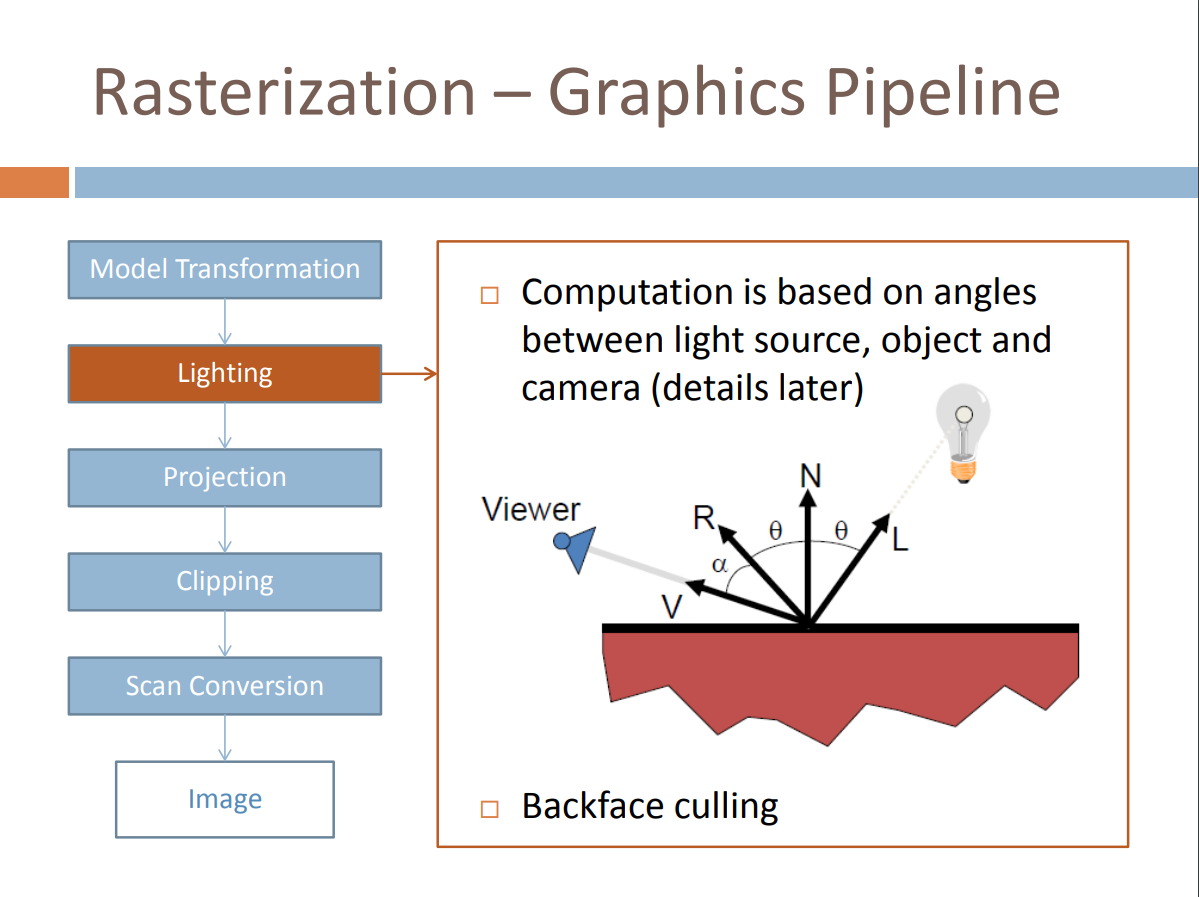 Rasterization – Graphics Pipeline
Model Transformation
Lighting
Projection
Clipping
Scan Conversion
Image
Computation is based on angles
between light source, object and
camera (details later)
Viewer
R
N
θ
θ
L
α
V
Backface culling